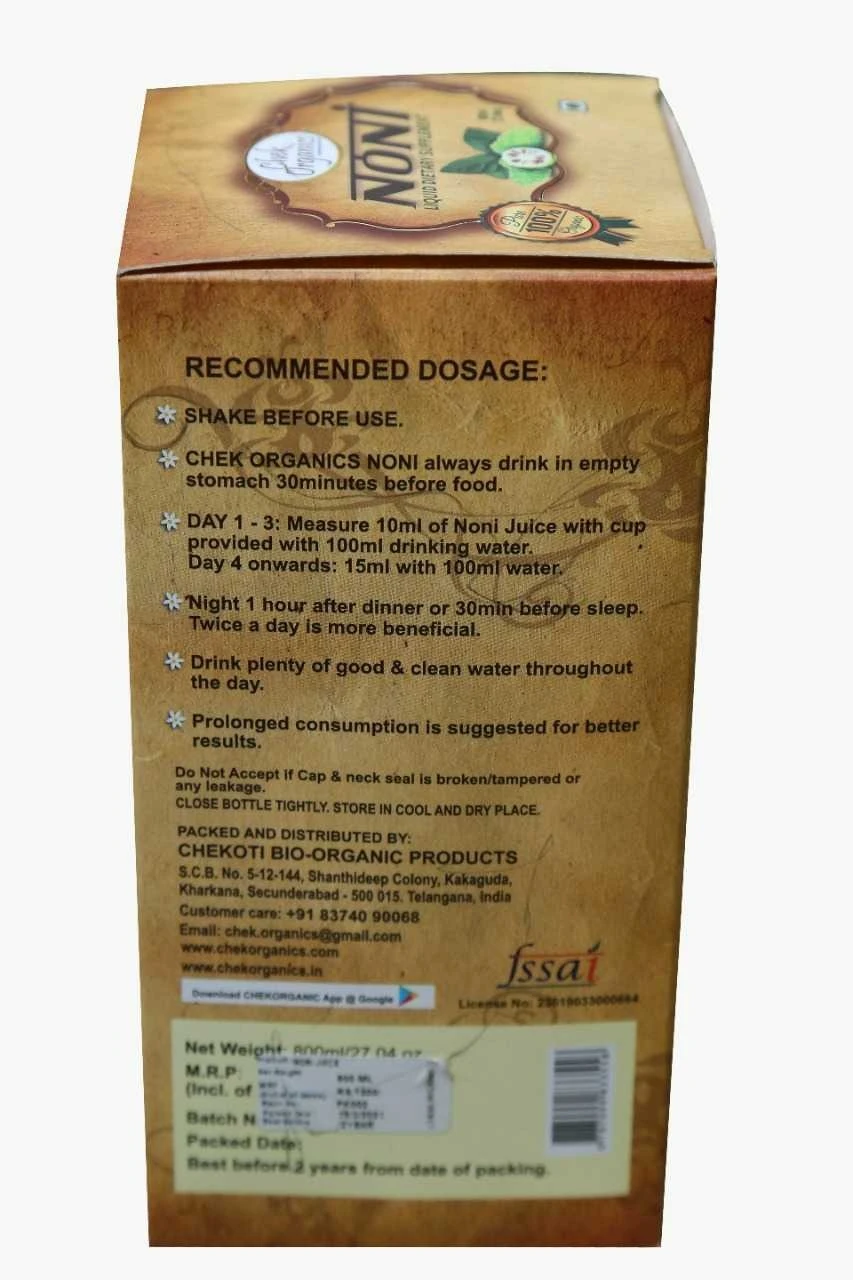 Chek
Organics
NONI
LIQUID DIETARY SUPPLEMENT
100%
RECOMMENDED DOSAGE:
SHAKE BEFORE USE.
CHEK ORGANICS NONI always drink in empty
stomach 30minutes before food.
DAY 1 - 3: Measure 10ml of Noni Juice with cup
provided with 100ml drinking water.
Day 4 onwards: 15ml with 100ml water.
Night 1 hour after dinner or 30min before sleep.
Twice a day is more beneficial.
Drink plenty of good & clean water throughout
the day.
Prolonged consumption is suggested for better
results.
Do Not Accept if Cap & neck seal is broken/tampered or
any leakage.
CLOSE BOTTLE TIGHTLY. STORE IN COOL AND DRY PLACE.
PACKED AND DISTRIBUTED BY:
CHEKOTI BIO-ORGANIC PRODUCTS
S.C.B. No. 5-12-144, Shanthideep Colony, Kakaguda,
Kharkana, Secunderabad - 500 015. Telangana, India
Customer care: +91 83740 90068
Email: chek.organics@gmail.com
www.chekorganics.com
www.chekorganics.in
Download CHEKORGANIC App @ Google
fssai
License No:
Net Weight: 800ml/27.04 oz
M.R.P
(Incl. of
800 ML
Batch N
Packed Date:
Best before 2 years from date of packing.